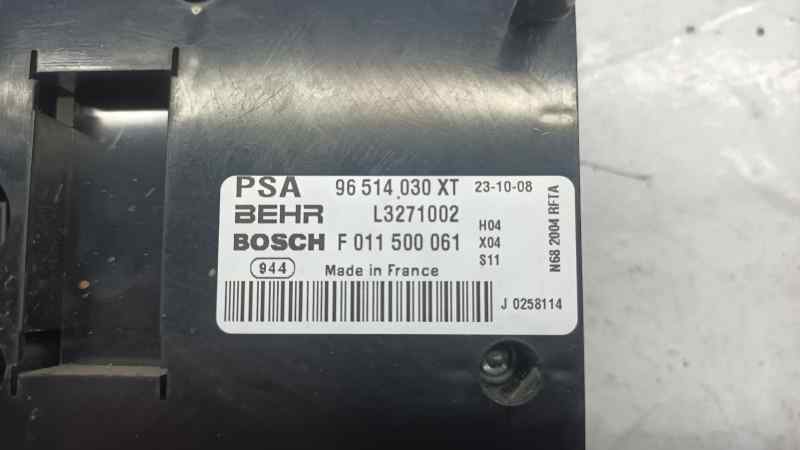 PSA 96 514 030 XT 23-10-08
BEHR L3271002 H04
BOSCH F 011 500 061 X04
S11
944 Made in France
J 0258114
N68 2004 RFTA